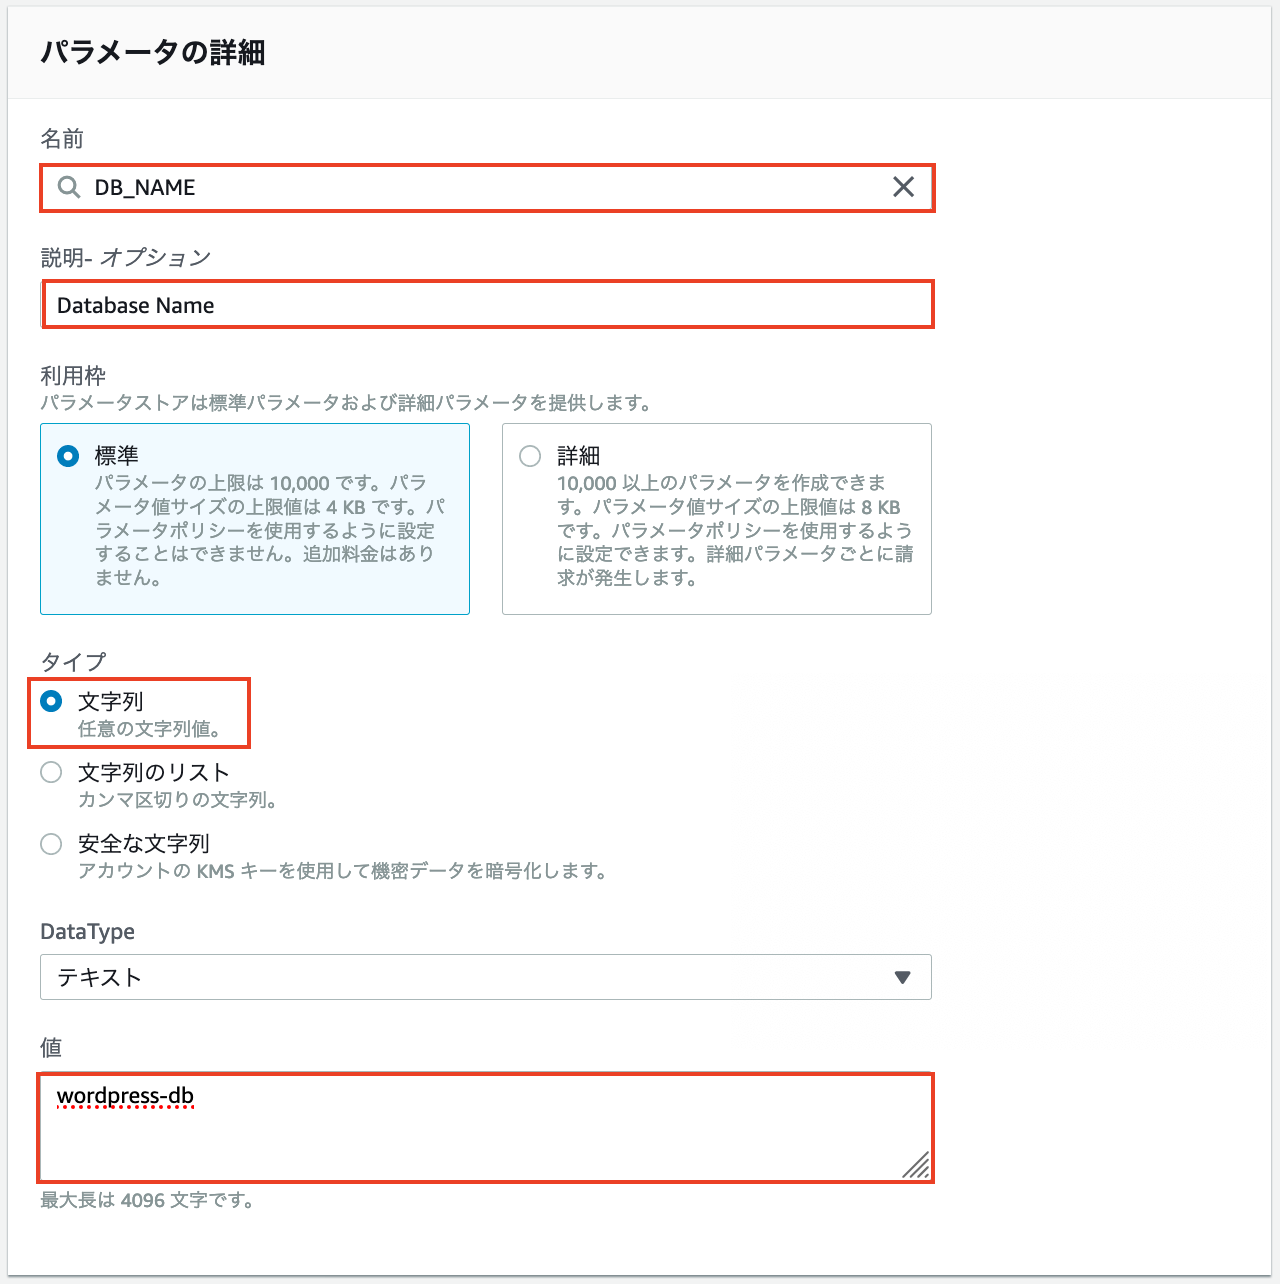 パラメータの詳細
名前
DB_NAME
説明- オプション
Database Name
利用枠
パラメータストアは標準パラメータおよび詳細パラメータを提供します。
標準
パラメータの上限は 10,000 です。パラ
メータ値サイズの上限値は 4 KB です。パ
ラメータポリシーを使用するように設定
することはできません。追加料金はあり
ません。
詳細
10,000 以上のパラメータを作成できま
す。パラメータ値サイズの上限値は 8 KB
です。パラメータポリシーを使用するよう
に設定できます。詳細パラメータごとに請
求が発生します。
タイプ
文字列
任意の文字列値。
文字列のリスト
カンマ区切りの文字列。
安全な文字列
アカウントの KMS キーを使用して機密データを暗号化します。
DataType
テキスト
値
wordpress-db
最大長は 4096 文字です。